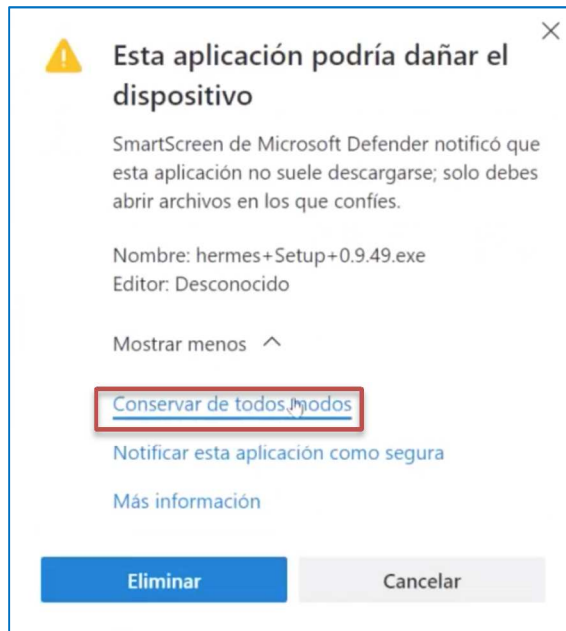 Esta aplicación podría dañar el
dispositivo
SmartScreen de Microsoft Defender notificó que
esta aplicación no suele descargarse; solo debes
abrir archivos en los que confíes.
Nombre: hermes+Setup+0.9.49.exe
Editor: Desconocido
Mostrar menos
Conservar de todos modos
Notificar esta aplicación como segura
Más información
Eliminar
Cancelar